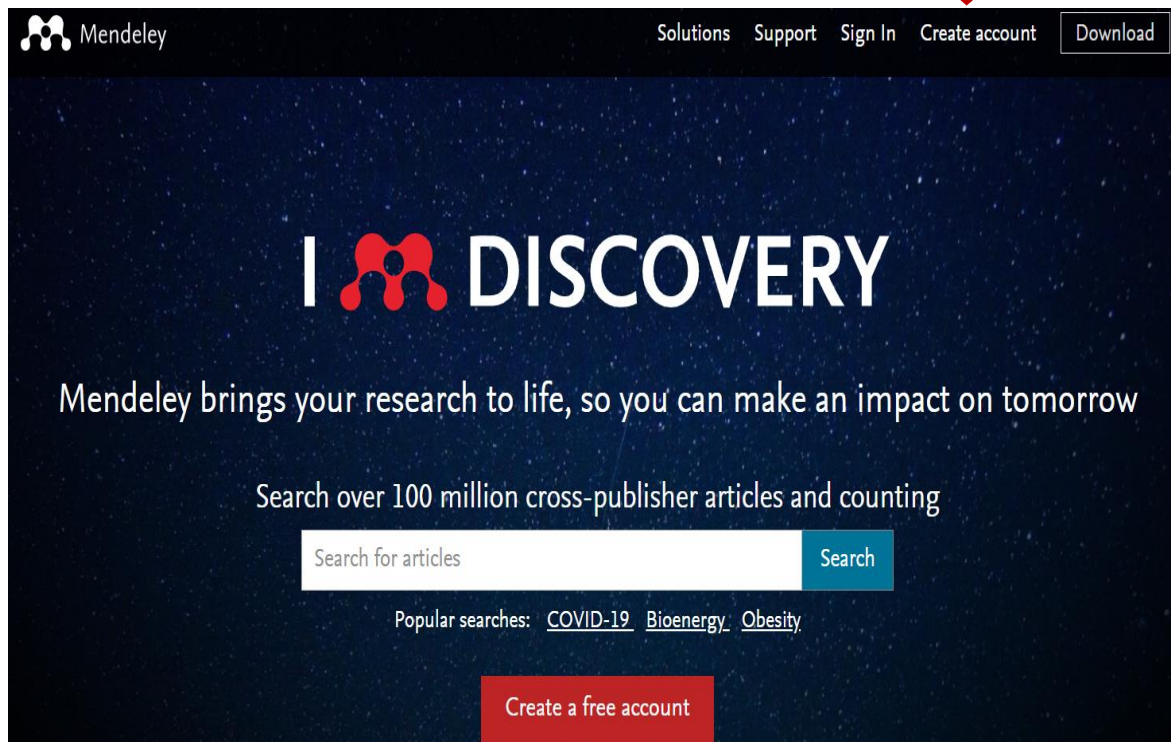 Mendeley
Solutions Support Sign In Create account Download
I DISCOVERY
Mendeley brings your research to life, so you can make an impact on tomorrow
Search over 100 million cross-publisher articles and counting
Search for articles Search
Popular searches: COVID-19 Bioenergy Obesity
Create a free account